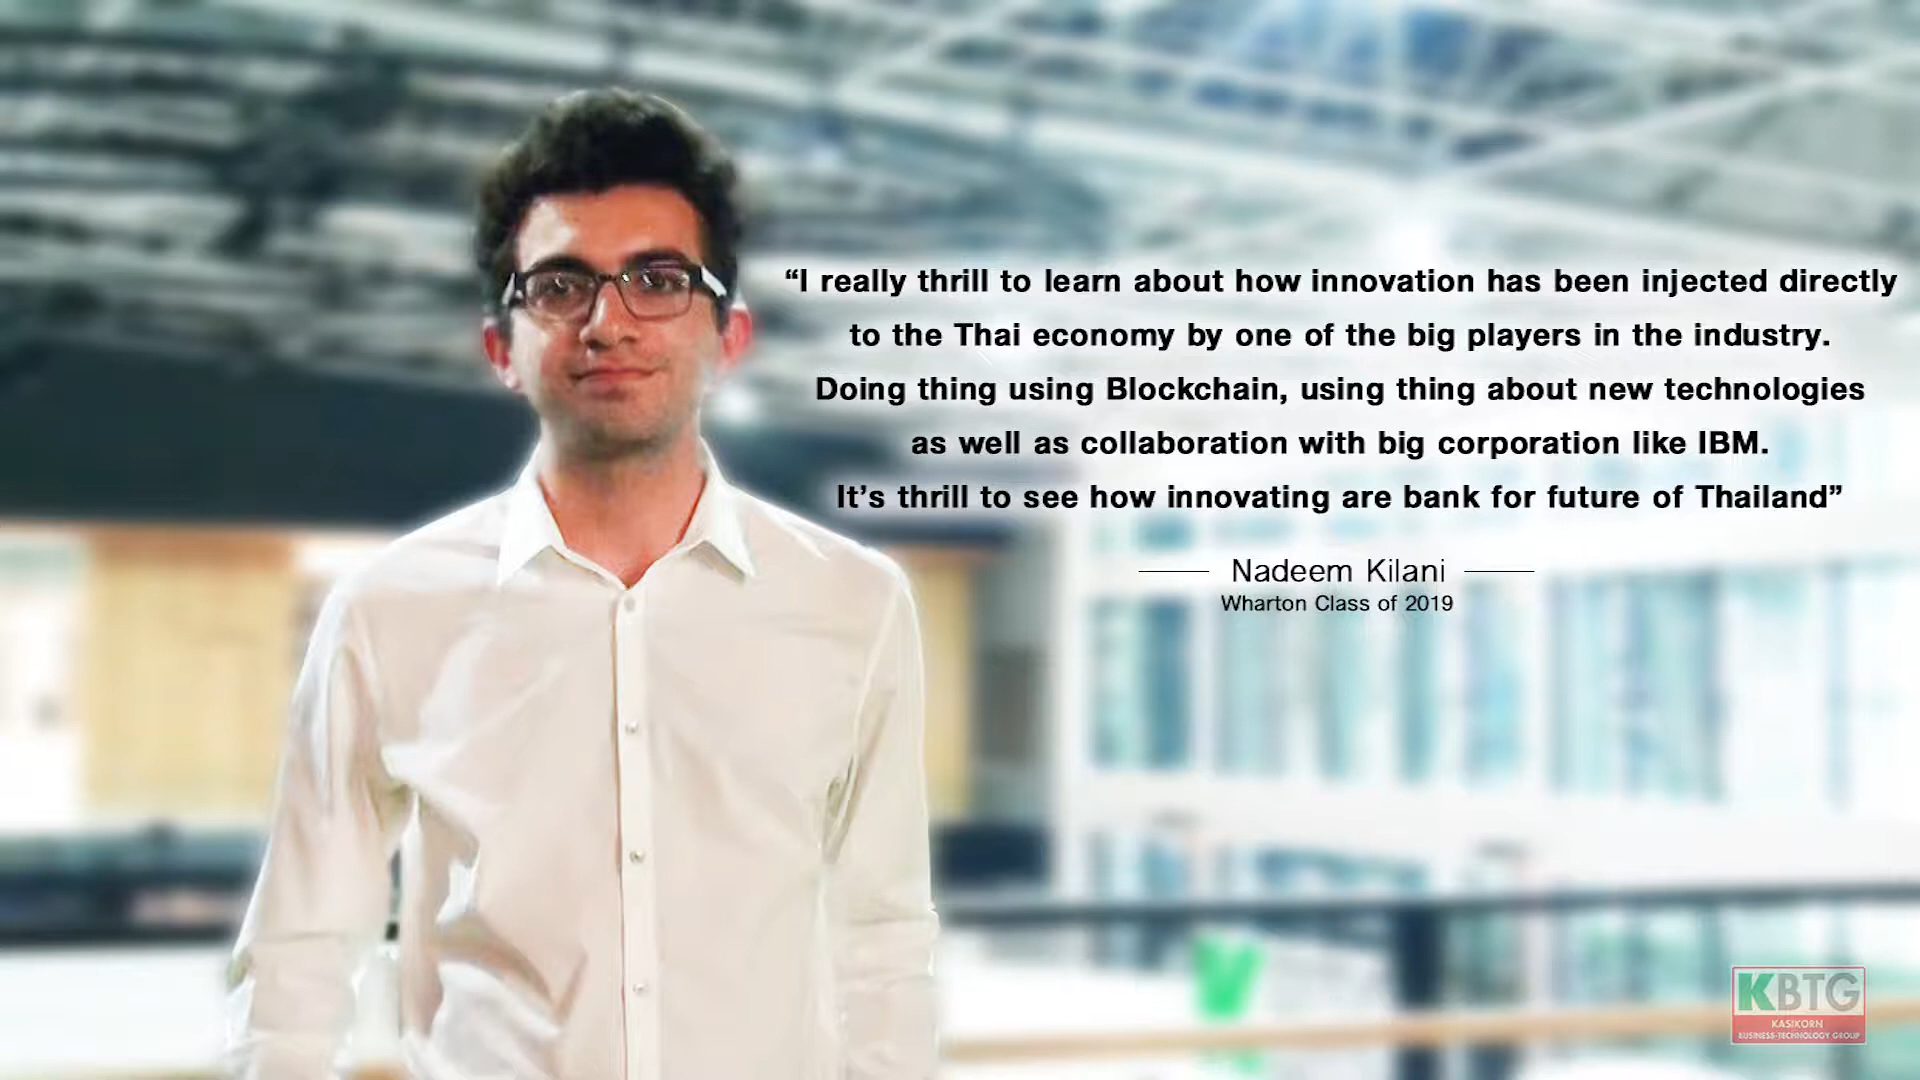 “I really thrill to learn about how innovation has been injected directly
to the Thai economy by one of the big players in the industry.
Doing thing using Blockchain, using thing about new technologies
as well as collaboration with big corporation like IBM.
It’s thrill to see how innovating are bank for future of Thailand”
Nadeem Kilani
Wharton Class of 2019
KBTG
KASIKORN
BUSINESS-TECHNOLOGY GROUP